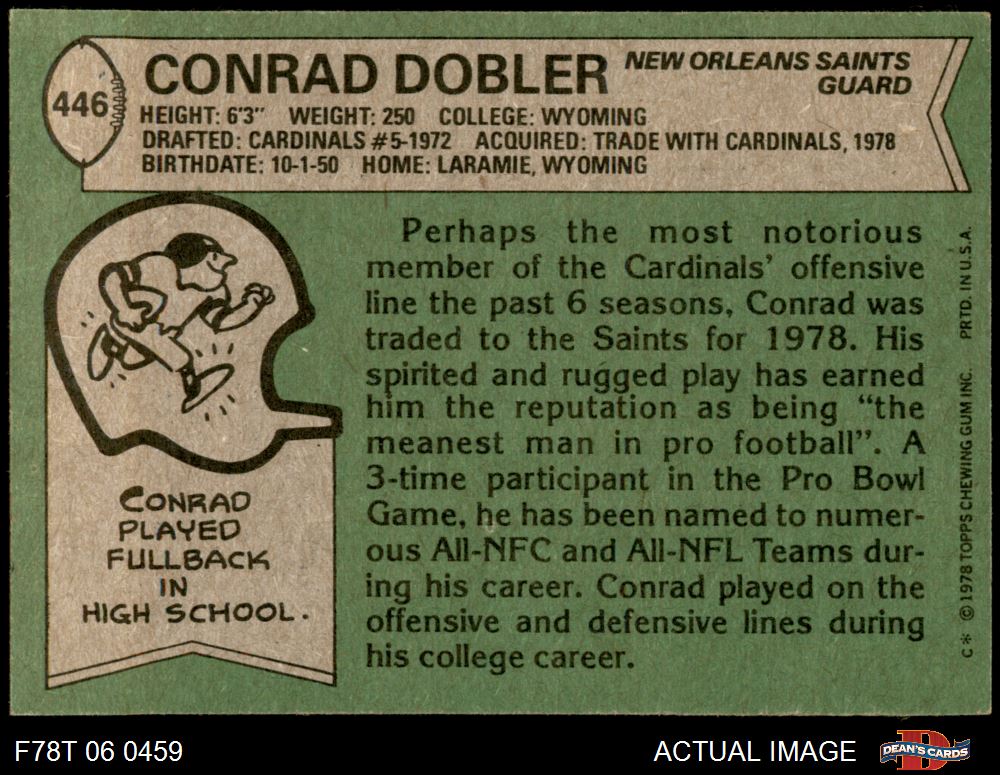 446
CONRAD DOBLER
NEW ORLEANS SAINTS
GUARD
HEIGHT: 6'3" WEIGHT: 250 COLLEGE: WYOMING
DRAFTED: CARDINALS #5-1972 ACQUIRED: TRADE WITH CARDINALS, 1978
BIRTHDATE: 10-1-50 HOME: LARAMIE, WYOMING
Perhaps the most notorious
member of the Cardinals' offensive
line the past 6 seasons, Conrad was
traded to the Saints for 1978. His
spirited and rugged play has earned
him the reputation as being "the
meanest man in pro football". A
3-time participant in the Pro Bowl
Game, he has been named to numer-
ous All-NFC and All-NFL Teams dur-
ing his career. Conrad played on the
offensive and defensive lines during
his college career.
CONRAD
PLAYED
FULLBACK
IN
HIGH SCHOOL.
C* © 1978 TOPPS CHEWING GUM INC. PRTD. IN U.S.A.
F78T 06 0459
ACTUAL IMAGE
D
DEAN'S CARDS